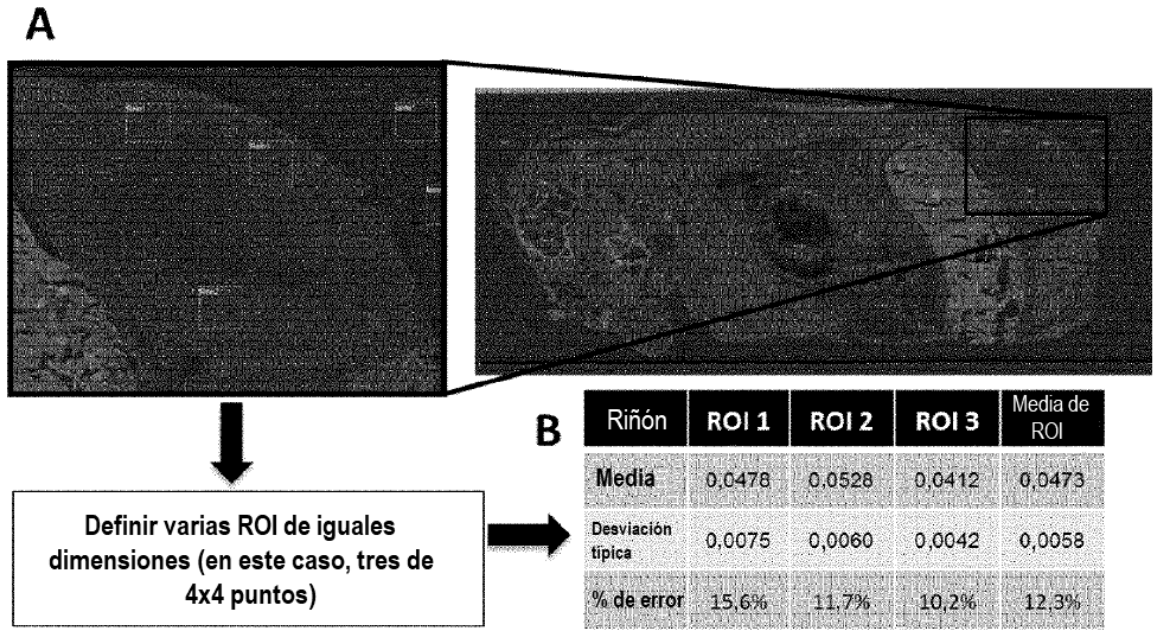 A
Definir varias ROI de iguales
dimensiones (en este caso, tres de
4x4 puntos)
B
Riñón ROI 1 ROI 2 ROI 3 Media de ROI
Media 0,0478 0,0528 0,0412 0,0473
Desviación típica 0,0075 0,0060 0,0042 0,0058
% de error 15,6% 11,7% 10,2% 12,3%